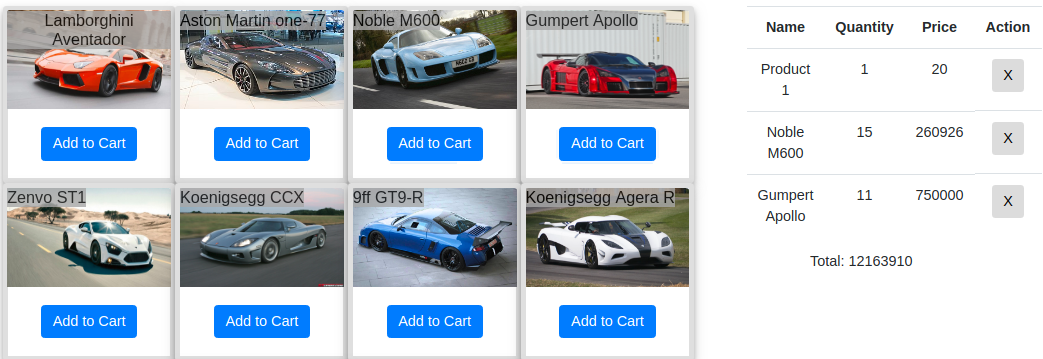 Lamborghini
Aventador
Aston Martin one-77
Noble M600
Gumpert Apollo
Add to Cart
Add to Cart
Add to Cart
Add to Cart
Zenvo ST1
Koenigsegg CCX
9ff GT9-R
Koenigsegg Agera R
Add to Cart
Add to Cart
Add to Cart
Add to Cart
Name Quantity Price Action
Product
1
1 20 X
Noble
M600
15 260926 X
Gumpert
Apollo
11 750000 X
Total: 12163910